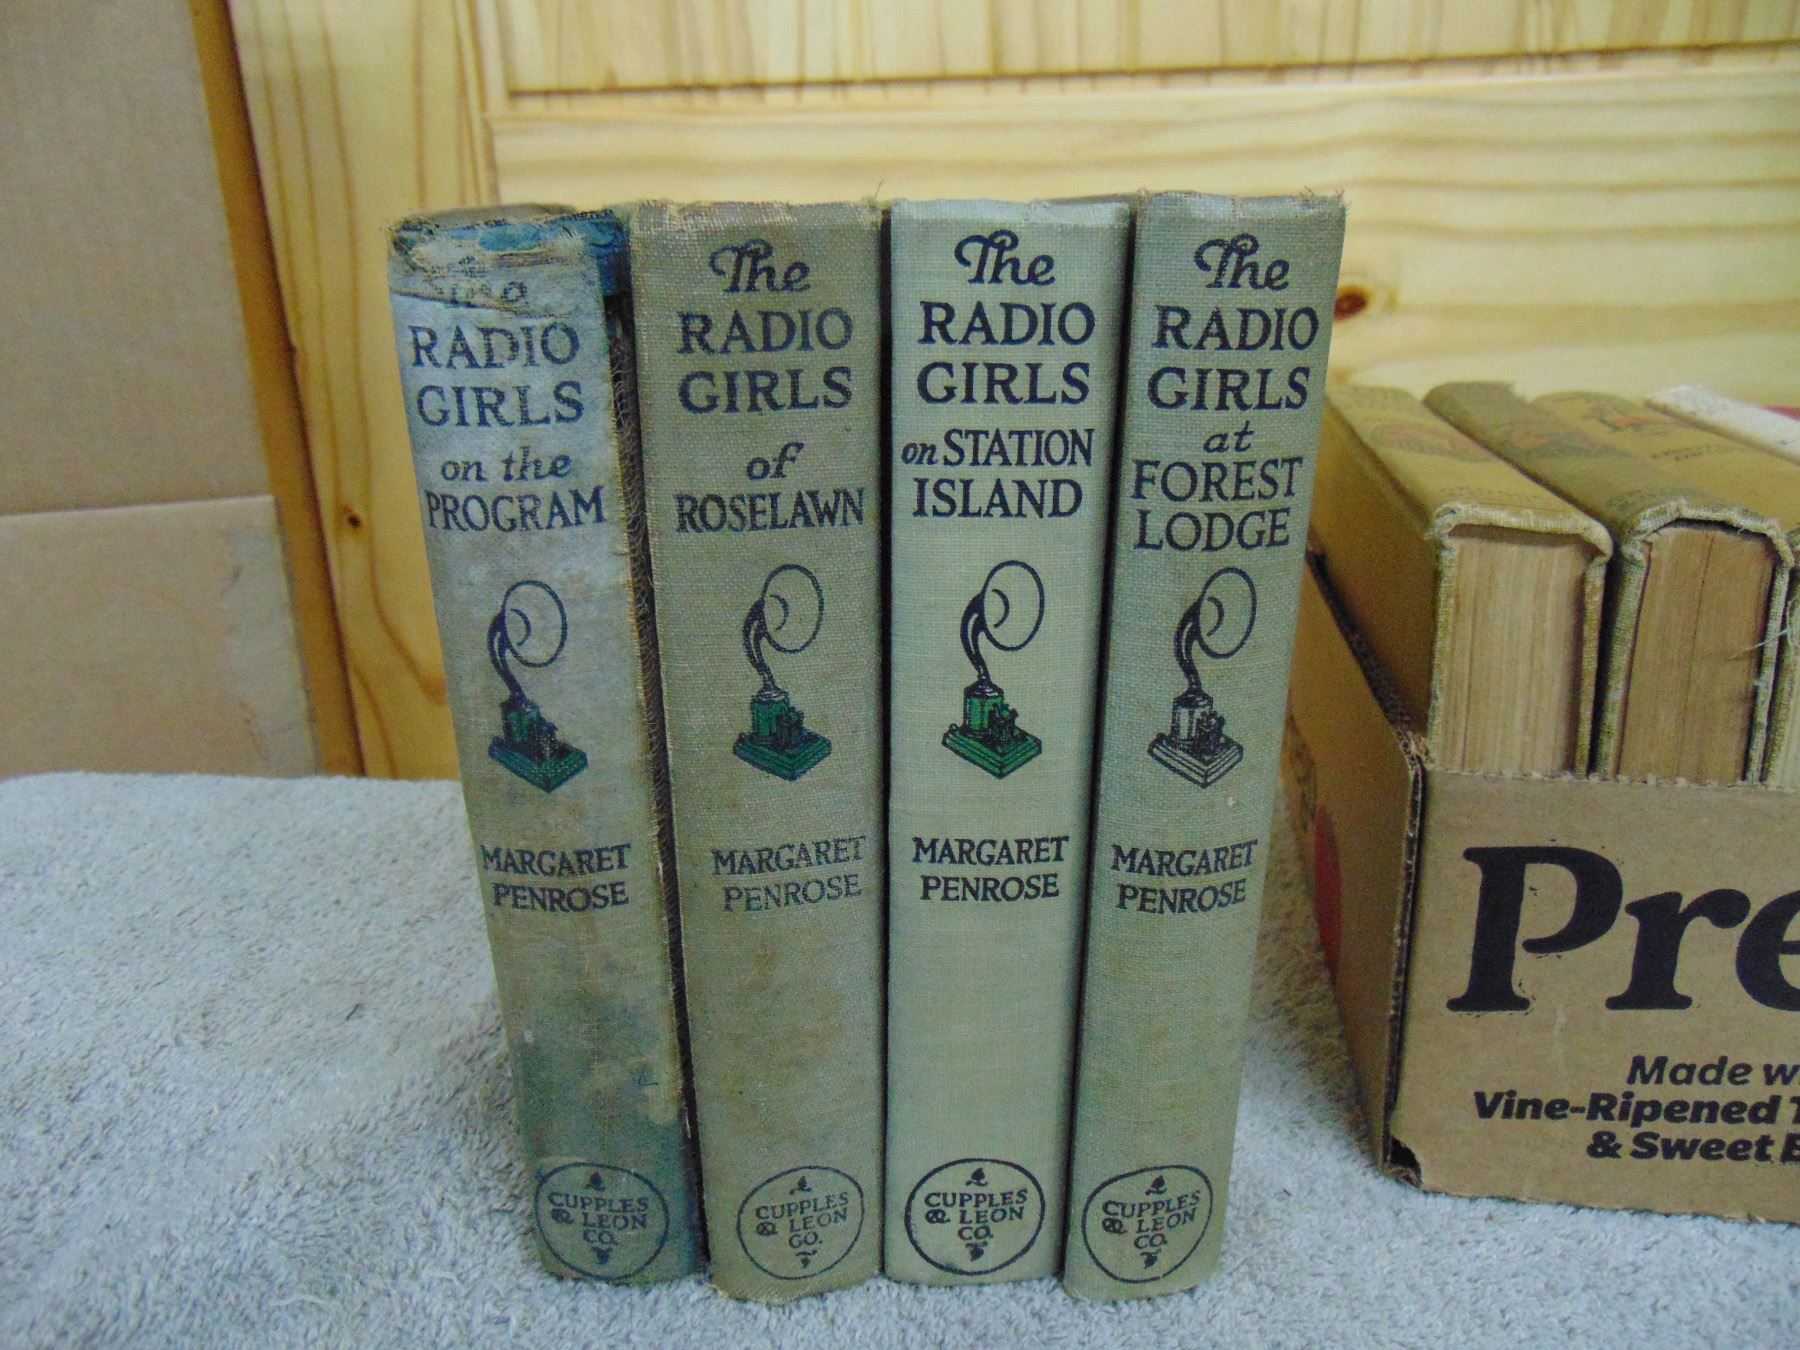 RADIO
GIRLS
on the
PROGRAM
MARGARET
PENROSE
CUPPLES
& LEON
CO.
The
RADIO
GIRLS
of
ROSELAWN
MARGARET
PENROSE
CUPPLES
& LEON
CO.
The
RADIO
GIRLS
on STATION
ISLAND
MARGARET
PENROSE
CUPPLES
& LEON
CO.
The
RADIO
GIRLS
at
FOREST
LODGE
MARGARET
PENROSE
CUPPLES
& LEON
CO.
Pre
Made w
Vine-Ripened T
& Sweet